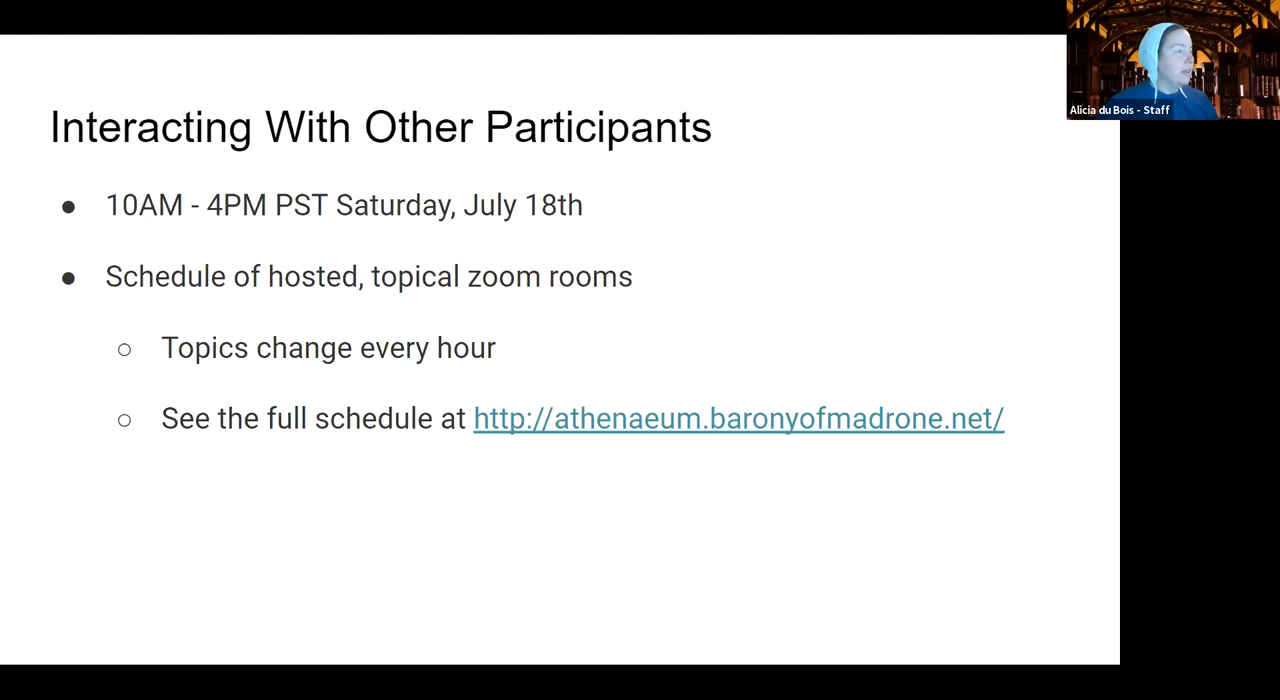 Alicia du Bois - Staff
Interacting With Other Participants
● 10AM - 4PM PST Saturday, July 18th
● Schedule of hosted, topical zoom rooms
○ Topics change every hour
○ See the full schedule at http://athenaeum.baronyofmadrone.net/